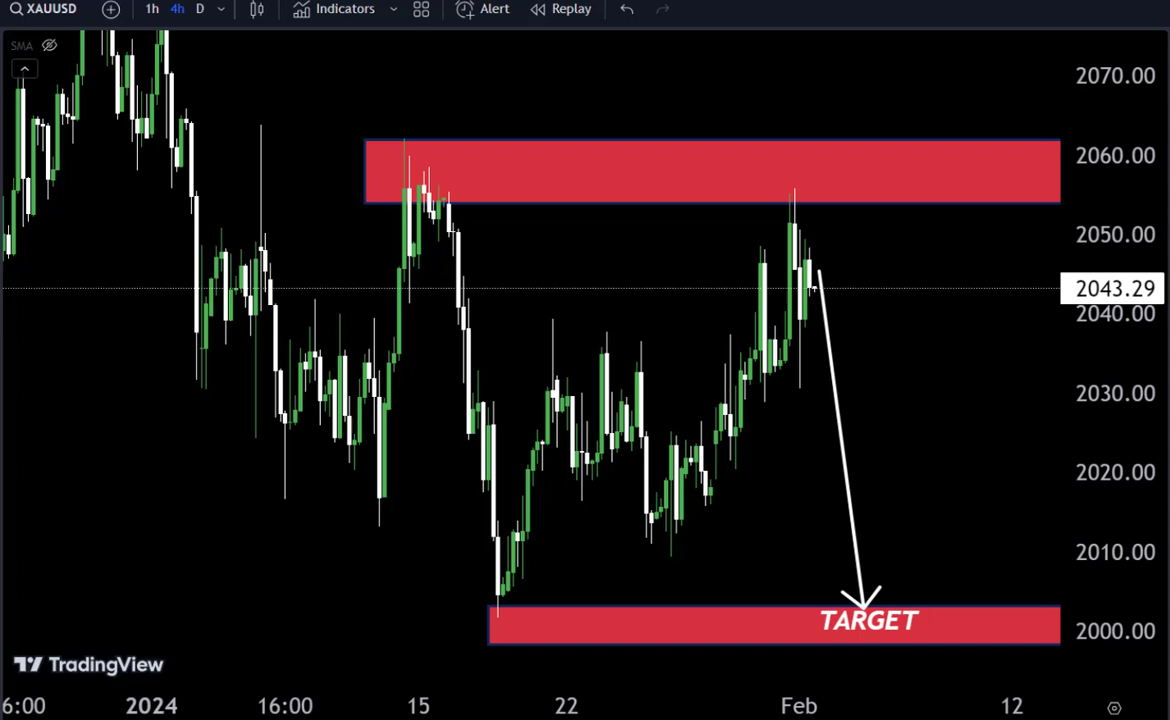 XAUUSD 1h 4h D Indicators Alert Replay
SMA
2070.00
2060.00
2050.00
2043.29
2040.00
2030.00
2020.00
2010.00
TARGET
2000.00
TradingView
6:00 2024 16:00 15 22 Feb 12